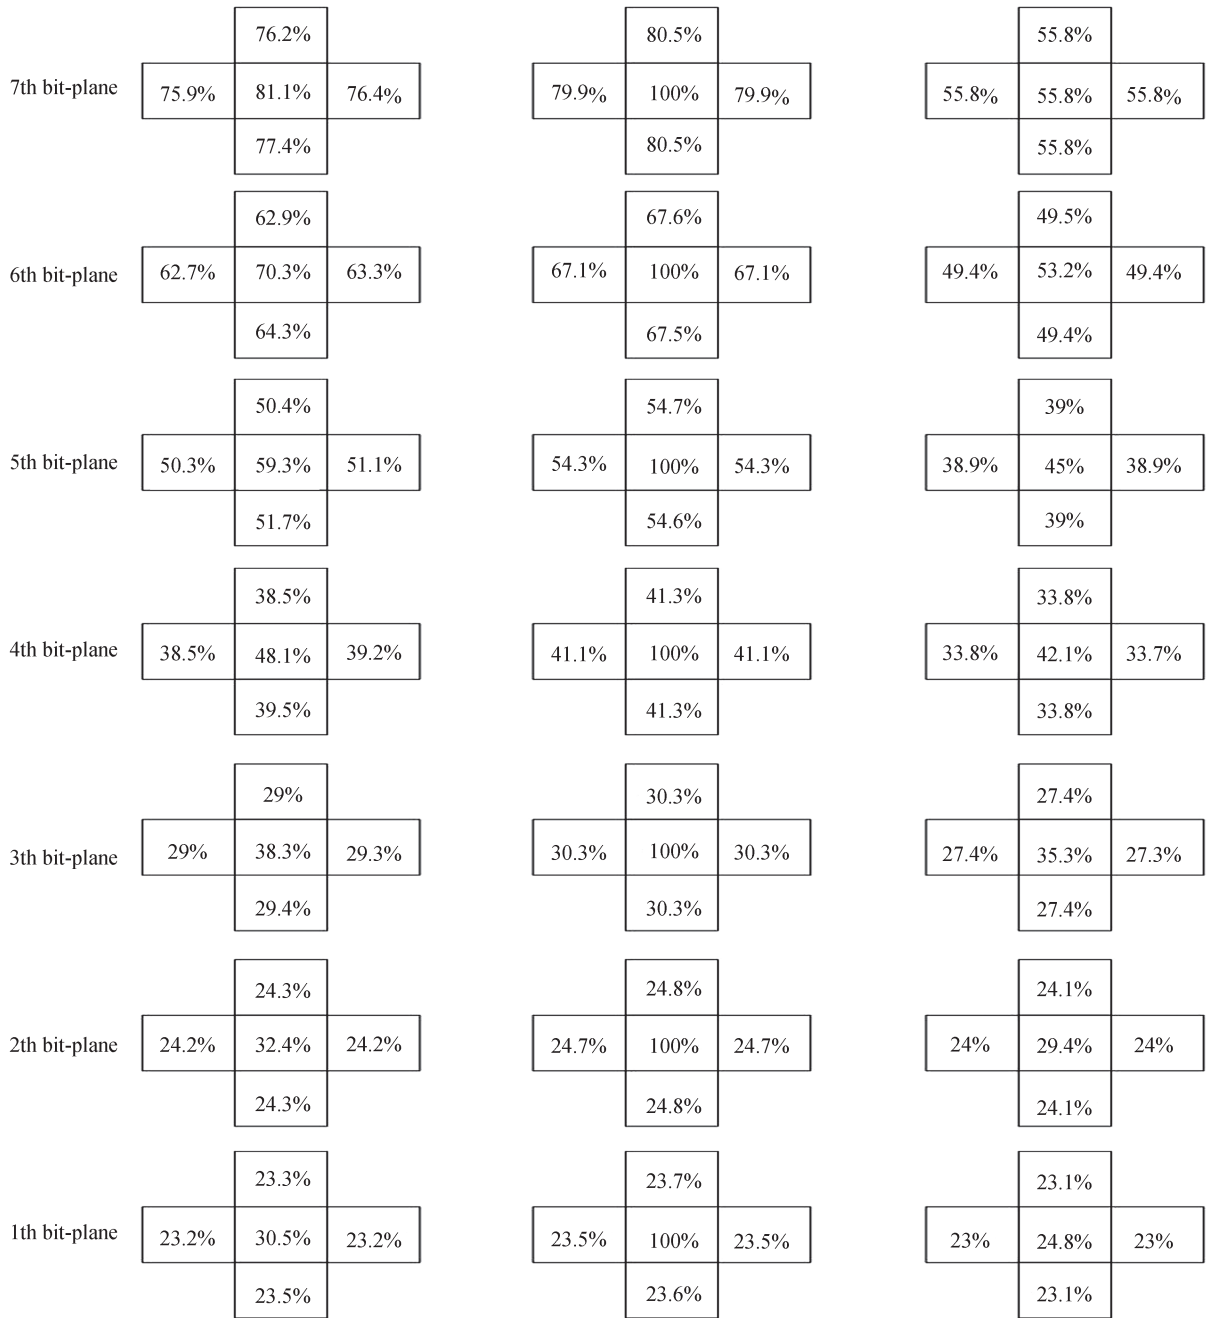 76.2% 80.5% 55.8%
7th bit-plane 75.9% 81.1% 76.4% 79.9% 100% 79.9% 55.8% 55.8% 55.8%
77.4% 80.5% 55.8%
62.9% 67.6% 49.5%
6th bit-plane 62.7% 70.3% 63.3% 67.1% 100% 67.1% 49.4% 53.2% 49.4%
64.3% 67.5% 49.4%
50.4% 54.7% 39%
5th bit-plane 50.3% 59.3% 51.1% 54.3% 100% 54.3% 38.9% 45% 38.9%
51.7% 54.6% 39%
38.5% 41.3% 33.8%
4th bit-plane 38.5% 48.1% 39.2% 41.1% 100% 41.1% 33.8% 42.1% 33.7%
39.5% 41.3% 33.8%
29% 30.3% 27.4%
3th bit-plane 29% 38.3% 29.3% 30.3% 100% 30.3% 27.4% 35.3% 27.3%
29.4% 30.3% 27.4%
24.3% 24.8% 24.1%
2th bit-plane 24.2% 32.4% 24.2% 24.7% 100% 24.7% 24% 29.4% 24%
24.3% 24.8% 24.1%
23.3% 23.7% 23.1%
1th bit-plane 23.2% 30.5% 23.2% 23.5% 100% 23.5% 23% 24.8% 23%
23.5% 23.6% 23.1%